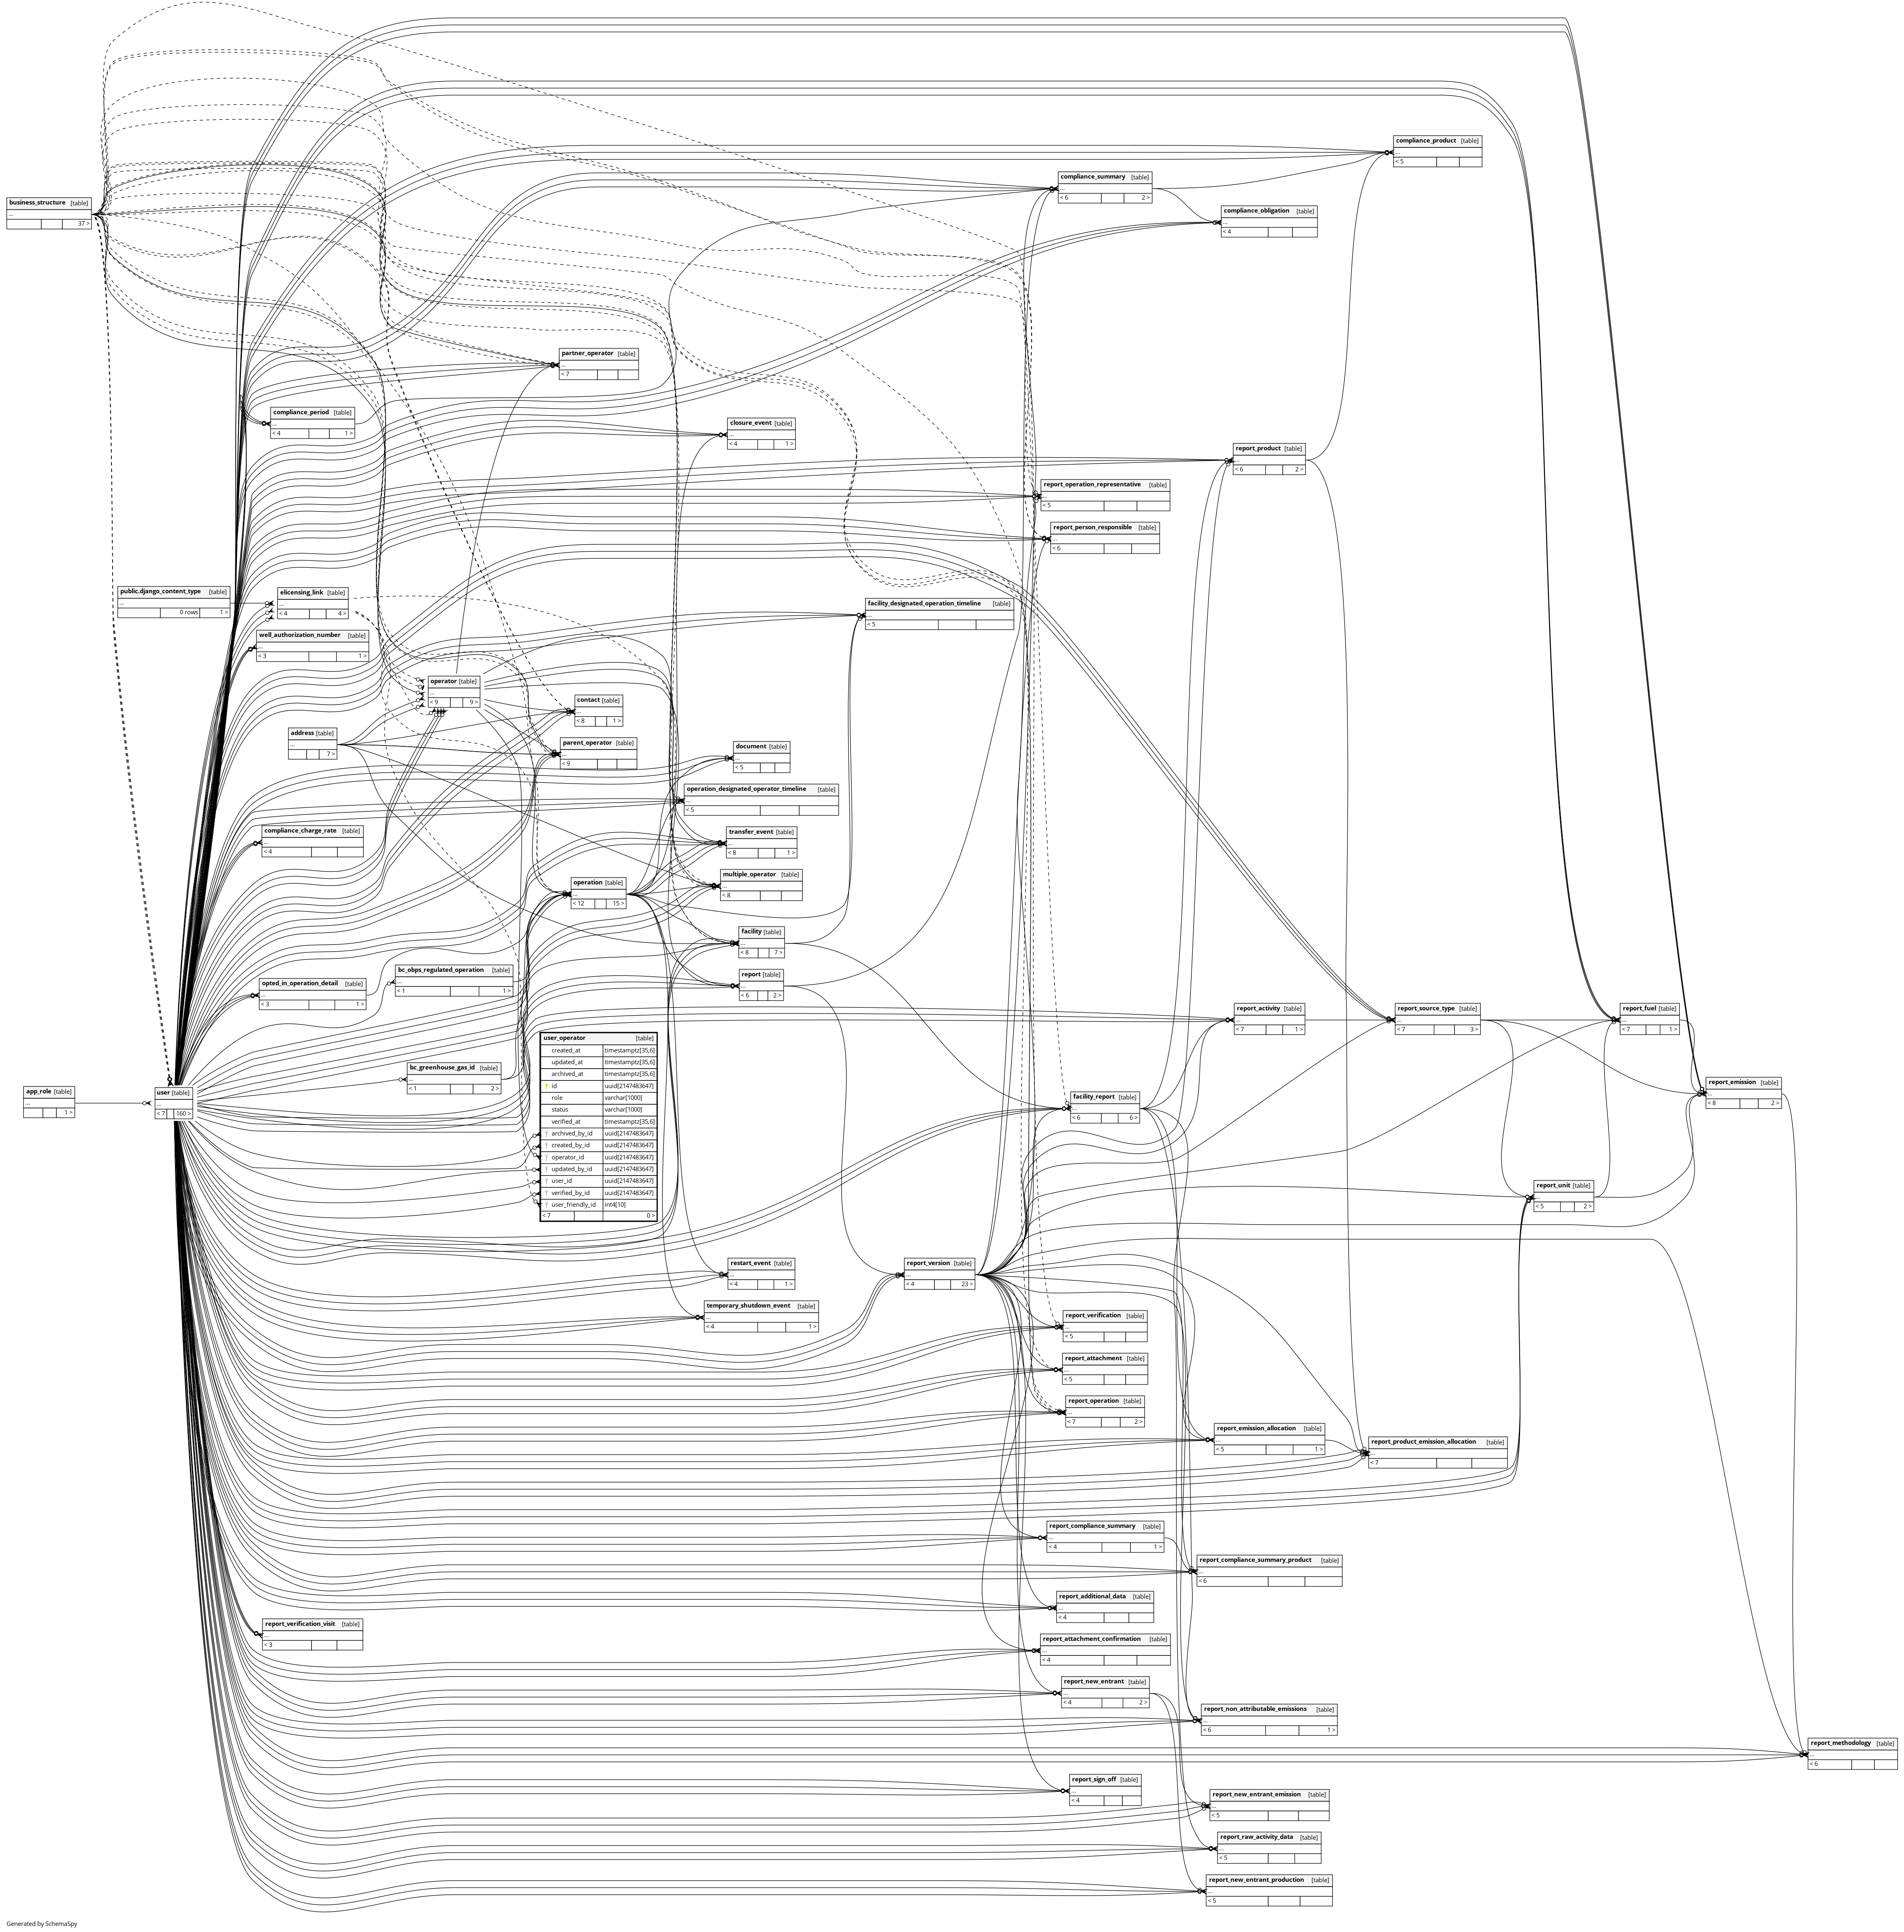 compliance_product [table]
...
< 5
compliance_summary [table]
...
< 6 2 >
business_structure [table]
...
37 >
compliance_obligation [table]
...
< 4
partner_operator [table]
...
< 7
compliance_period [table]
...
< 4 1 >
closure_event [table]
...
< 4 1 >
report_product [table]
...
< 6 2 >
report_operation_representative [table]
...
< 5
report_person_responsible [table]
...
< 6
public.django_content_type [table]
...
0 rows 1 >
elicensing_link [table]
...
< 4 4 >
facility_designated_operation_timeline [table]
...
< 5
well_authorization_number [table]
...
< 3 1 >
operator [table]
...
< 9 9 >
contact [table]
...
< 8 1 >
address [table]
...
7 >
parent_operator [table]
...
< 9
document [table]
...
< 5
operation_designated_operator_timeline [table]
...
< 5
compliance_charge_rate [table]
...
< 4
transfer_event [table]
...
< 8 1 >
multiple_operator [table]
...
< 8
operation [table]
...
< 12 15 >
facility [table]
...
< 8 7 >
bc_obps_regulated_operation [table]
...
< 1 1 >
report [table]
...
< 6 2 >
opted_in_operation_detail [table]
...
< 3 1 >
report_activity [table]
...
< 7 1 >
report_source_type [table]
...
< 7 3 >
report_fuel [table]
...
< 7 1 >
user_operator [table]
created_at timestamptz[35,6]
updated_at timestamptz[35,6]
archived_at timestamptz[35,6]
id uuid[2147483647]
role varchar[1000]
status varchar[1000]
verified_at timestamptz[35,6]
archived_by_id uuid[2147483647]
created_by_id uuid[2147483647]
operator_id uuid[2147483647]
updated_by_id uuid[2147483647]
user_id uuid[2147483647]
verified_by_id uuid[2147483647]
user_friendly_id int4[10]
< 7 0 >
bc_greenhouse_gas_id [table]
...
< 1 2 >
report_emission [table]
...
< 8 2 >
app_role [table]
...
1 >
user [table]
...
< 7 160 >
facility_report [table]
...
< 6 6 >
report_unit [table]
...
< 5 2 >
restart_event [table]
...
< 4 1 >
report_version [table]
...
< 4 23 >
temporary_shutdown_event [table]
...
< 4 1 >
report_verification [table]
...
< 5
report_attachment [table]
...
< 5
report_operation [table]
...
< 7 2 >
report_emission_allocation [table]
...
< 5 1 >
report_product_emission_allocation [table]
...
< 7
report_compliance_summary [table]
...
< 4 1 >
report_compliance_summary_product [table]
...
< 6
report_additional_data [table]
...
< 4
report_verification_visit [table]
...
< 3
report_attachment_confirmation [table]
...
< 4
report_new_entrant [table]
...
< 4 2 >
report_non_attributable_emissions [table]
...
< 6 1 >
report_methodology [table]
...
< 6
report_sign_off [table]
...
< 4
report_new_entrant_emission [table]
...
< 5
report_raw_activity_data [table]
...
< 5
report_new_entrant_production [table]
...
< 5
Generated by SchemaSpy